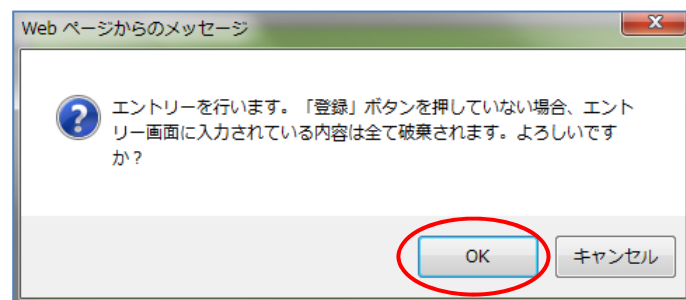 Web ページからのメッセージ
エントリーを行います。「登録」ボタンを押していない場合、エント
リー画面に入力されている内容は全て破棄されます。よろしいです
か？
OK
キャンセル